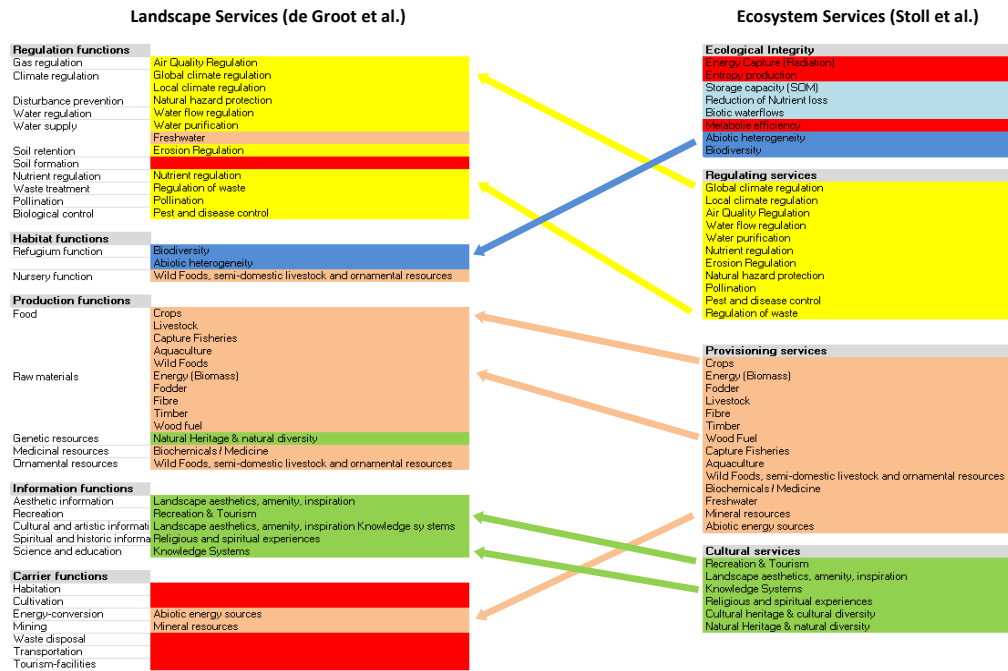 Landscape Services (de Groot et al.)
Regulation functions
Gas regulation Air Quality Regulation
Climate regulation Global climate regulation
Local climate regulation
Disturbance prevention Natural hazard protection
Water regulation Water flow regulation
Water supply Water purification
Freshwater
Soil retention Erosion Regulation
Soil formation
Nutrient regulation Nutrient regulation
Waste treatment Regulation of waste
Pollination Pollination
Biological control Pest and disease control
Habitat functions
Refugium function Biodiversity
Abiotic heterogeneity
Nursery function Wild Foods, semi-domestic livestock and ornamental resources
Production functions
Food Crops
Livestock
Capture Fisheries
Aquaculture
Wild Foods
Raw materials Energy (Biomass)
Fodder
Fibre
Timber
Wood fuel
Genetic resources Natural Heritage & natural diversity
Medicinal resources Biochemicals / Medicine
Ornamental resources Wild Foods, semi-domestic livestock and ornamental resources
Information functions
Aesthetic information Landscape aesthetics, amenity, inspiration
Recreation Recreation & Tourism
Cultural and artistic informati Landscape aesthetics, amenity, inspiration Knowledge systems
Spiritual and historic informa Religious and spiritual experiences
Science and education Knowledge Systems
Carrier functions
Habitation
Cultivation
Energy-conversion Abiotic energy sources
Mining Mineral resources
Waste disposal
Transportation
Tourism-facilities
Ecosystem Services (Stoll et al.)
Ecological Integrity
Energy Capture (Radiation)
Entropy production
Storage capacity (SOM)
Reduction of Nutrient loss
Biotic waterflows
Metabolie efficiency
Abiotic heterogeneity
Biodiversity
Regulating services
Global climate regulation
Local climate regulation
Air Quality Regulation
Water flow regulation
Water purification
Nutrient regulation
Erosion Regulation
Natural hazard protection
Pollination
Pest and disease control
Regulation of waste
Provisioning services
Crops
Energy (Biomass)
Fodder
Livestock
Fibre
Timber
Wood Fuel
Capture Fisheries
Aquaculture
Wild Foods, semi-domestic livestock and ornamental resources
Biochemicals / Medicine
Freshwater
Mineral resources
Abiotic energy sources
Cultural services
Recreation & Tourism
Landscape aesthetics, amenity, inspiration
Knowledge Systems
Religious and spiritual experiences
Cultural heritage & cultural diversity
Natural Heritage & natural diversity